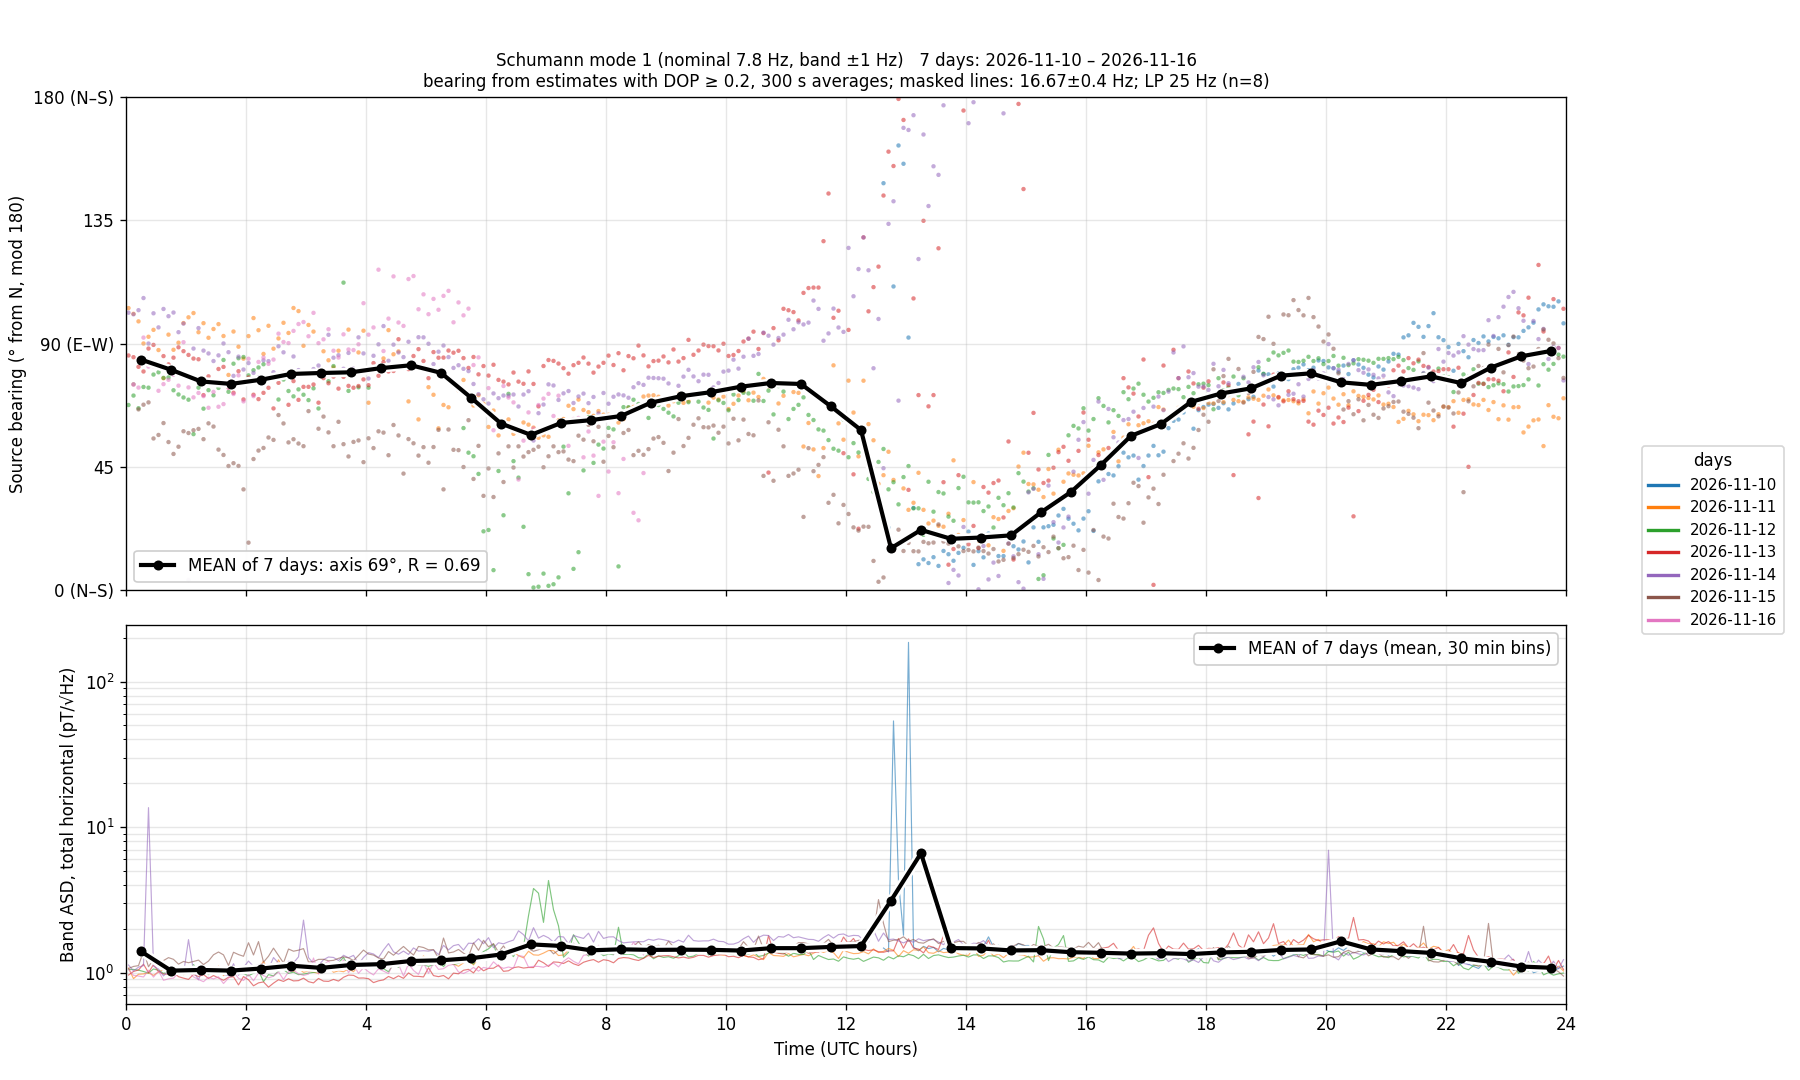 Schumann mode 1 (nominal 7.8 Hz, band ±1 Hz)   7 days: 2026-11-10 – 2026-11-16
bearing from estimates with DOP ≥ 0.2, 300 s averages; masked lines: 16.67±0.4 Hz; LP 25 Hz (n=8)
Source bearing (° from N, mod 180)
180 (N–S)
135
90 (E–W)
45
0 (N–S)
MEAN of 7 days: axis 69°, R = 0.69
days
2026-11-10
2026-11-11
2026-11-12
2026-11-13
2026-11-14
2026-11-15
2026-11-16
Band ASD, total horizontal (pT/√Hz)
10²
10¹
10⁰
MEAN of 7 days (mean, 30 min bins)
0 2 4 6 8 10 12 14 16 18 20 22 24
Time (UTC hours)